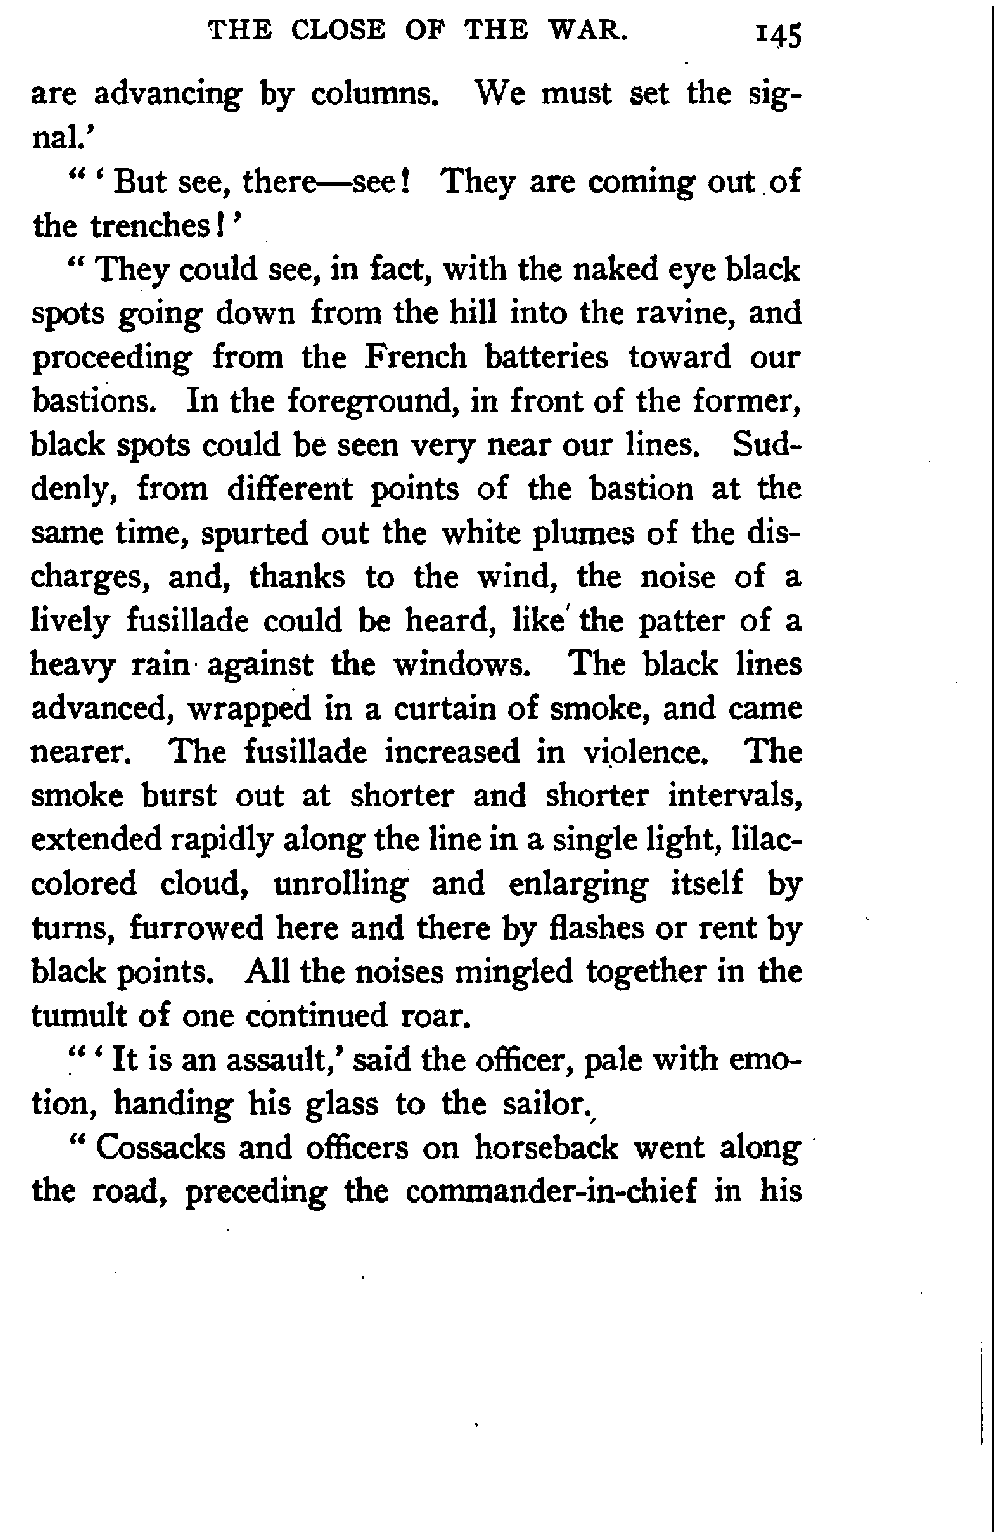 THE CLOSE OF THE WAR. 145
are advancing by columns. We must set the sig-
nal.'
" ' But see, there—see! They are coming out of
the trenches!'
" They could see, in fact, with the naked eye black
spots going down from the hill into the ravine, and
proceeding from the French batteries toward our
bastions. In the foreground, in front of the former,
black spots could be seen very near our lines. Sud-
denly, from different points of the bastion at the
same time, spurted out the white plumes of the dis-
charges, and, thanks to the wind, the noise of a
lively fusillade could be heard, like the patter of a
heavy rain against the windows. The black lines
advanced, wrapped in a curtain of smoke, and came
nearer. The fusillade increased in violence. The
smoke burst out at shorter and shorter intervals,
extended rapidly along the line in a single light, lilac-
colored cloud, unrolling and enlarging itself by
turns, furrowed here and there by flashes or rent by
black points. All the noises mingled together in the
tumult of one continued roar.
" ' It is an assault,' said the officer, pale with emo-
tion, handing his glass to the sailor.
" Cossacks and officers on horseback went along
the road, preceding the commander-in-chief in his